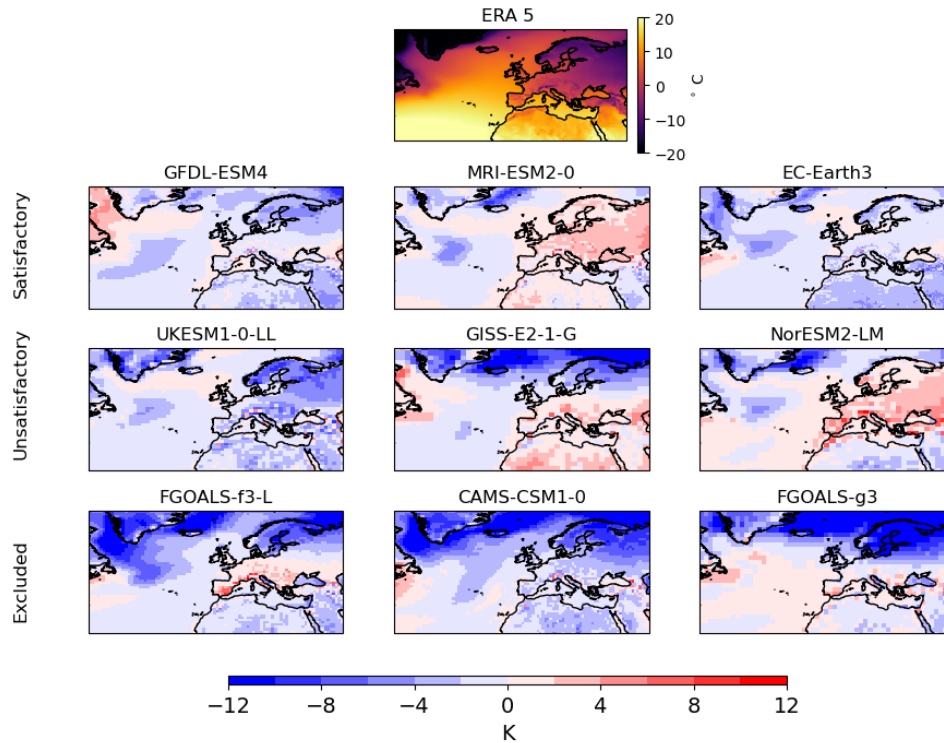 ERA 5
20
10
0
−10
−20
° C
Satisfactory
GFDL-ESM4
MRI-ESM2-0
EC-Earth3
Unsatisfactory
UKESM1-0-LL
GISS-E2-1-G
NorESM2-LM
Excluded
FGOALS-f3-L
CAMS-CSM1-0
FGOALS-g3
−12 −8 −4 0 4 8 12
K